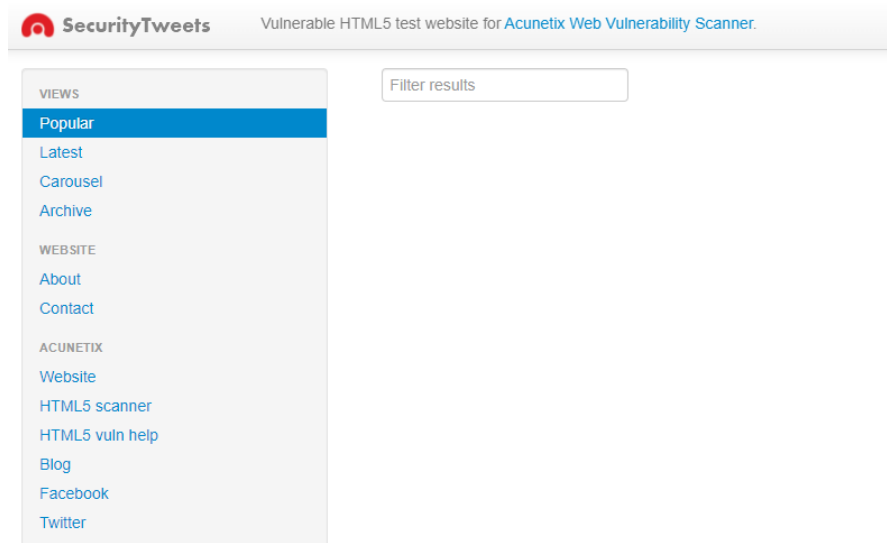 SecurityTweets Vulnerable HTML5 test website for Acunetix Web Vulnerability Scanner.
Filter results
VIEWS
Popular
Latest
Carousel
Archive
WEBSITE
About
Contact
ACUNETIX
Website
HTML5 scanner
HTML5 vuln help
Blog
Facebook
Twitter